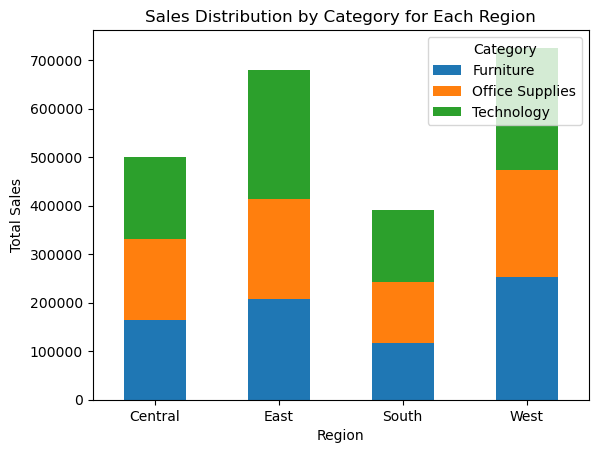 Sales Distribution by Category for Each Region
Category
Furniture
Office Supplies
Technology
Total Sales
700000
600000
500000
400000
300000
200000
100000
0
Central East South West
Region